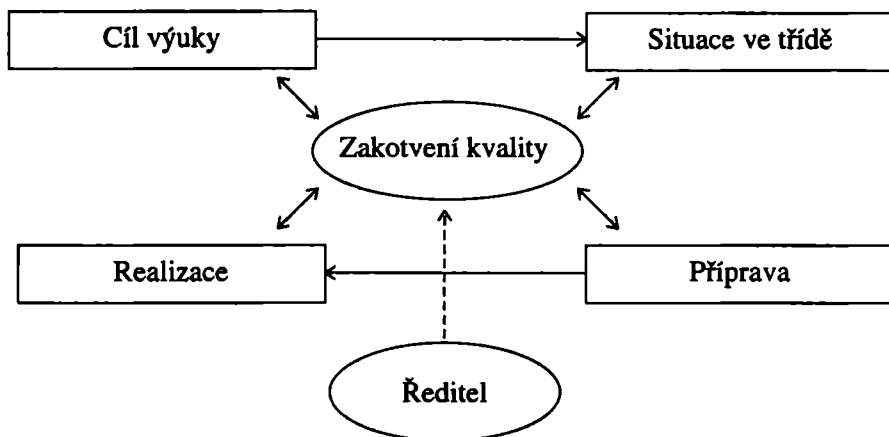 Cíl výuky
Situace ve třídě
Zakotvení kvality
Realizace
Příprava
Ředitel